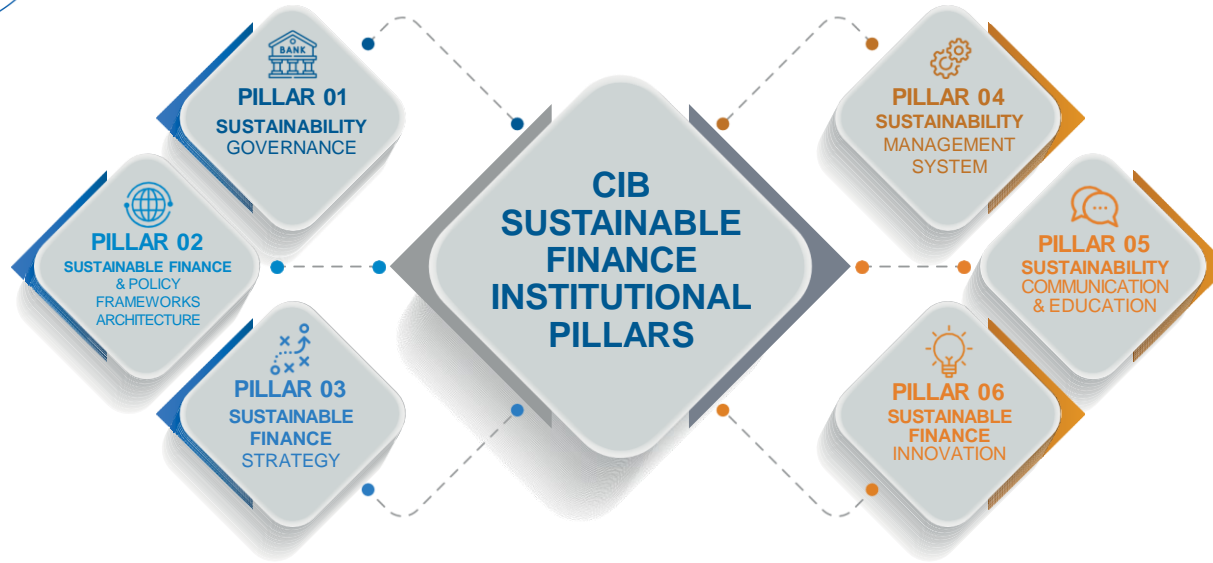 BANK
PILLAR 01
SUSTAINABILITY
GOVERNANCE
PILLAR 02
SUSTAINABLE FINANCE
& POLICY
FRAMEWORKS
ARCHITECTURE
PILLAR 03
SUSTAINABLE
FINANCE
STRATEGY
CIB
SUSTAINABLE
FINANCE
INSTITUTIONAL
PILLARS
PILLAR 04
SUSTAINABILITY
MANAGEMENT
SYSTEM
PILLAR 05
SUSTAINABILITY
COMMUNICATION
& EDUCATION
PILLAR 06
SUSTAINABLE
FINANCE
INNOVATION